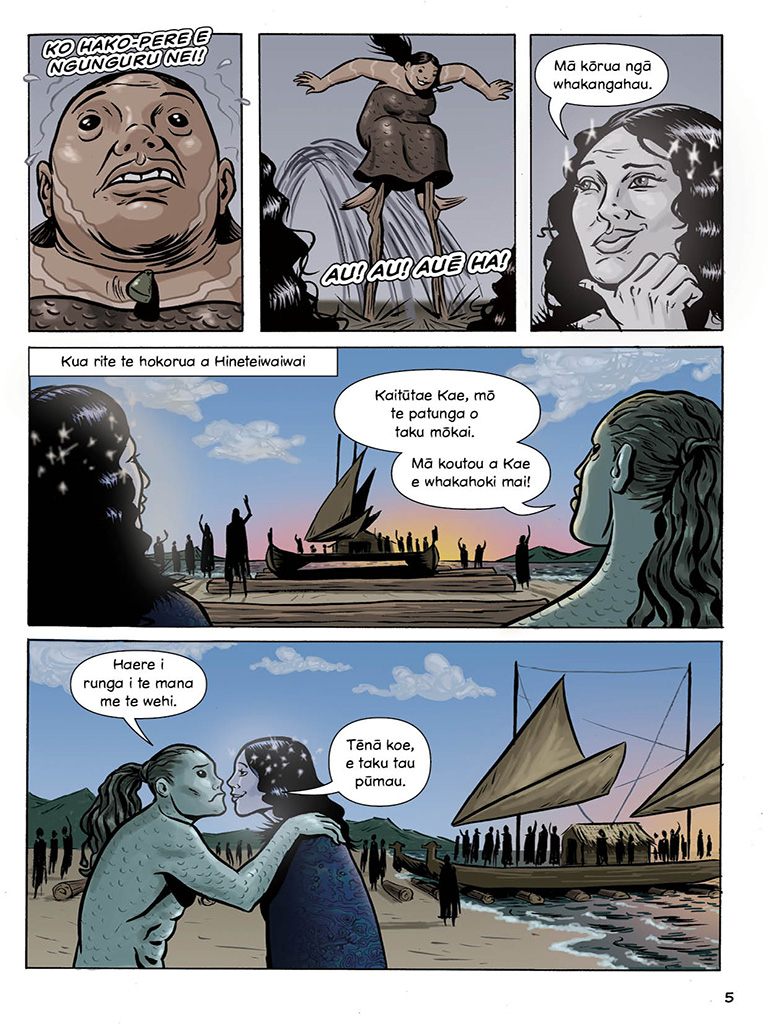 KO HAKO-PERE E
NGUNGURU NEI!
AU! AU! AUE HA!
Mā kōrua ngā
whakangahau.
Kua rite te hokorua a Hineteiwaiwai
Kaitūtae Kae, mō
te patunga o
taku mōkai.
Mā koutou a Kae
e whakahoki mai!
Haere i
runga i te mana
me te wehi.
Tēnā koe,
e taku tau
pūmau.
5